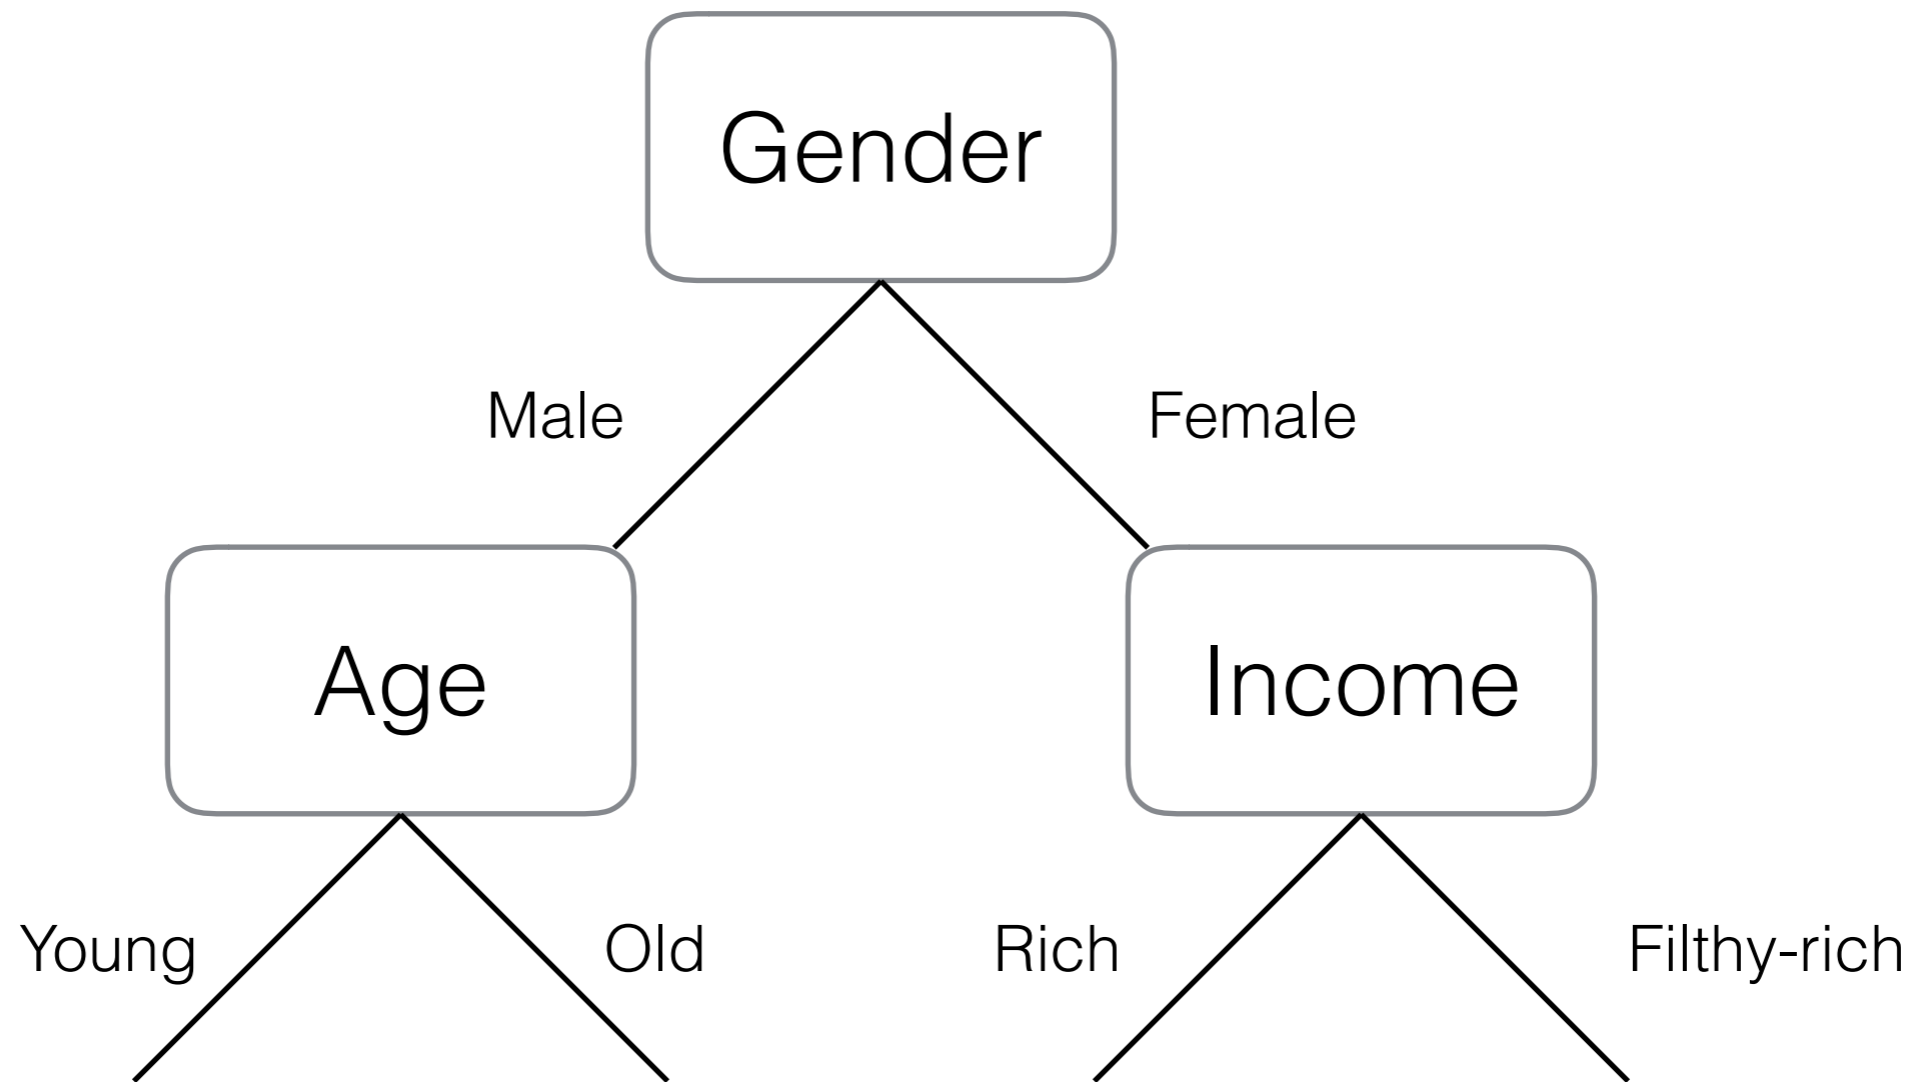 Gender
Male
Female
Age
Income
Young
Old
Rich
Filthy-rich